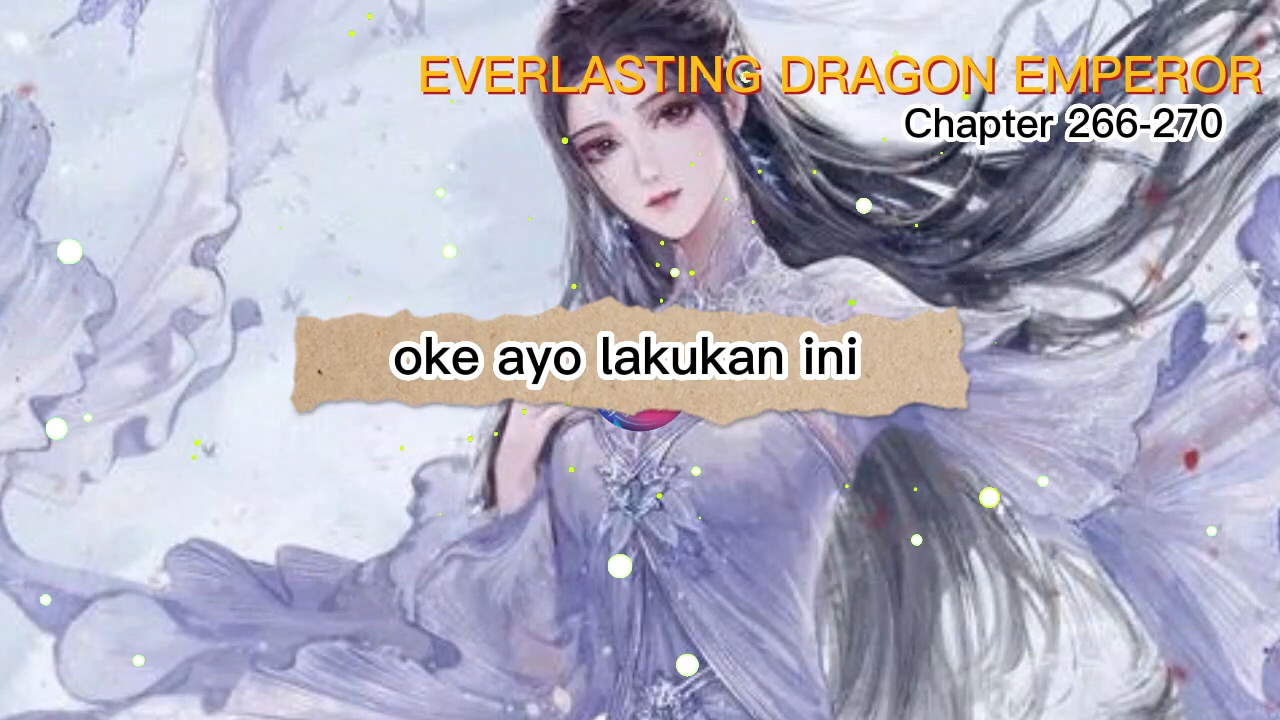 EVERLASTING DRAGON EMPEROR
Chapter 266-270
oke ayo lakukan ini